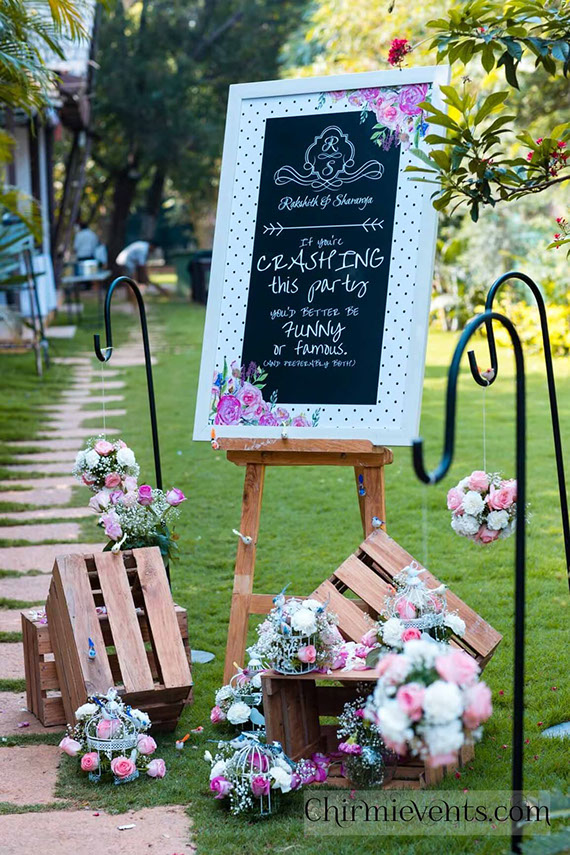 R
S
Rakshith & Sharanya
If you're
CRASHING
this party
you'd better be
FUNNY
or famous.
(and preferably both)
ChirmiEvents.com